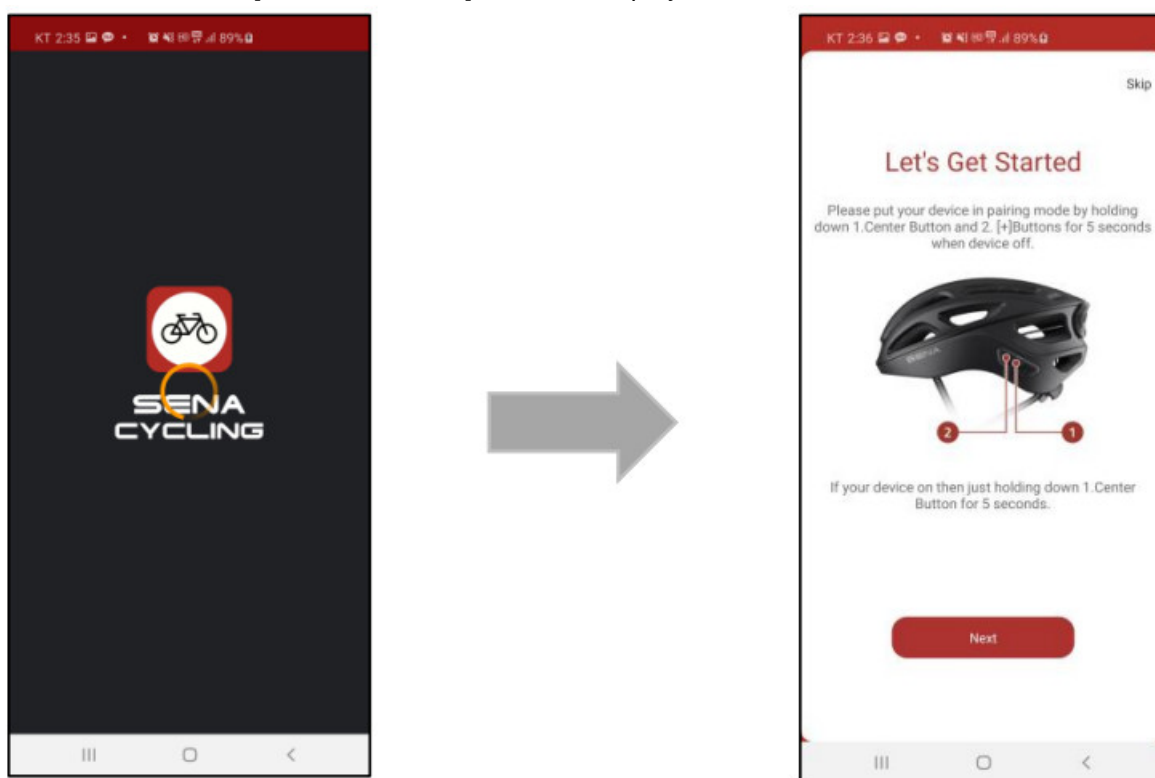 KT 2:35 89%
SENA
CYCLING
KT 2:36 89%
Skip
Let's Get Started
Please put your device in pairing mode by holding
down 1.Center Button and 2. [+]Buttons for 5 seconds
when device off.
SENA
2
1
If your device on then just holding down 1.Center
Button for 5 seconds.
Next